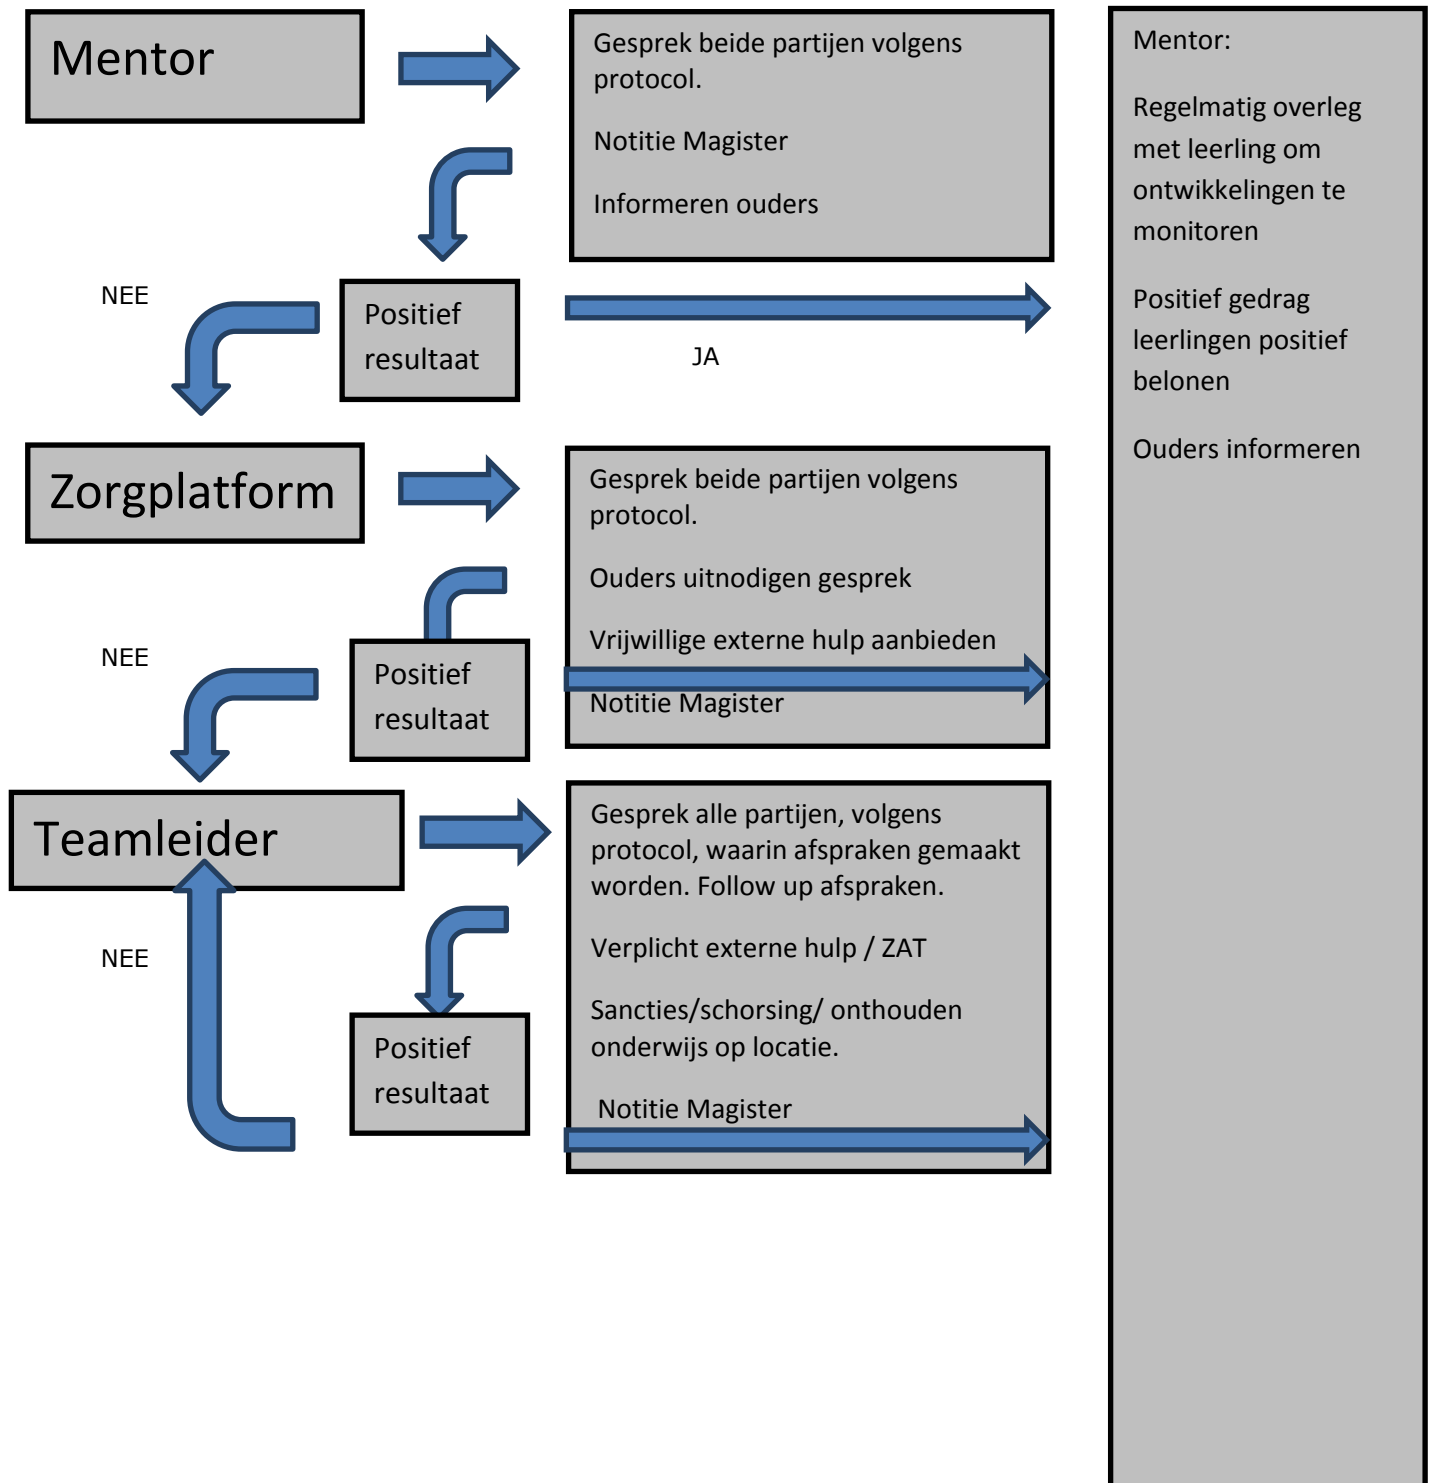 Mentor
Gesprek beide partijen volgens
protocol.
Notitie Magister
Informeren ouders
NEE
Positief
resultaat
JA
Zorgplatform
Gesprek beide partijen volgens
protocol.
Ouders uitnodigen gesprek
Vrijwillige externe hulp aanbieden
Notitie Magister
NEE
Positief
resultaat
Teamleider
Gesprek alle partijen, volgens
protocol, waarin afspraken gemaakt
worden. Follow up afspraken.
Verplicht externe hulp / ZAT
Sancties/schorsing/ onthouden
onderwijs op locatie.
Notitie Magister
NEE
Positief
resultaat
Mentor:
Regelmatig overleg
met leerling om
ontwikkelingen te
monitoren
Positief gedrag
leerlingen positief
belonen
Ouders informeren